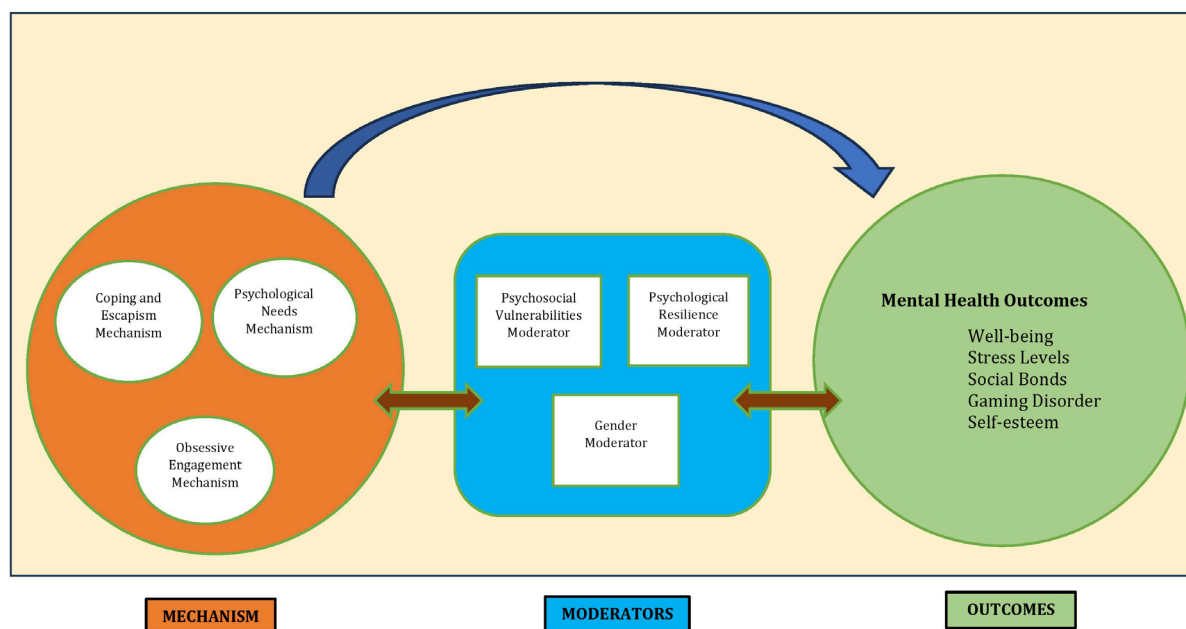 Coping and
Escapism
Mechanism
Psychological
Needs
Mechanism
Obsessive
Engagement
Mechanism
Psychosocial
Vulnerabilities
Moderator
Psychological
Resilience
Moderator
Gender
Moderator
Mental Health Outcomes
Well-being
Stress Levels
Social Bonds
Gaming Disorder
Self-esteem
MECHANISM
MODERATORS
OUTCOMES